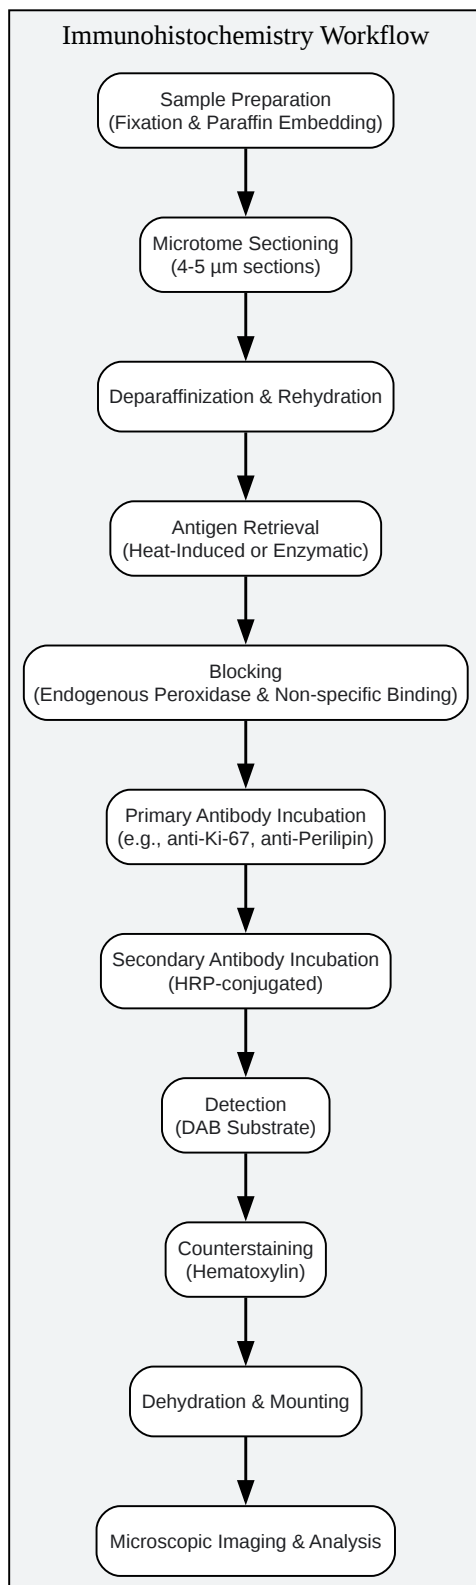 Immunohistochemistry Workflow
Sample Preparation
(Fixation & Paraffin Embedding)
Microtome Sectioning
(4-5 µm sections)
Deparaffinization & Rehydration
Antigen Retrieval
(Heat-Induced or Enzymatic)
Blocking
(Endogenous Peroxidase & Non-specific Binding)
Primary Antibody Incubation
(e.g., anti-Ki-67, anti-Perilipin)
Secondary Antibody Incubation
(HRP-conjugated)
Detection
(DAB Substrate)
Counterstaining
(Hematoxylin)
Dehydration & Mounting
Microscopic Imaging & Analysis